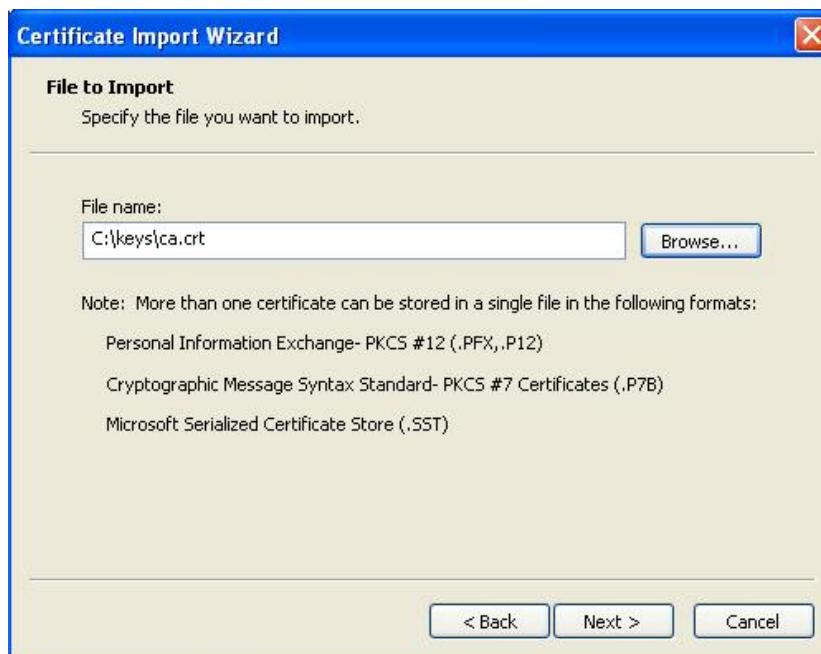 Certificate Import Wizard
File to Import
Specify the file you want to import.
File name:
C:\keys\ca.crt
Browse...
Note: More than one certificate can be stored in a single file in the following formats:
Personal Information Exchange- PKCS #12 (.PFX,.P12)
Cryptographic Message Syntax Standard- PKCS #7 Certificates (.P7B)
Microsoft Serialized Certificate Store (.SST)
< Back Next > Cancel